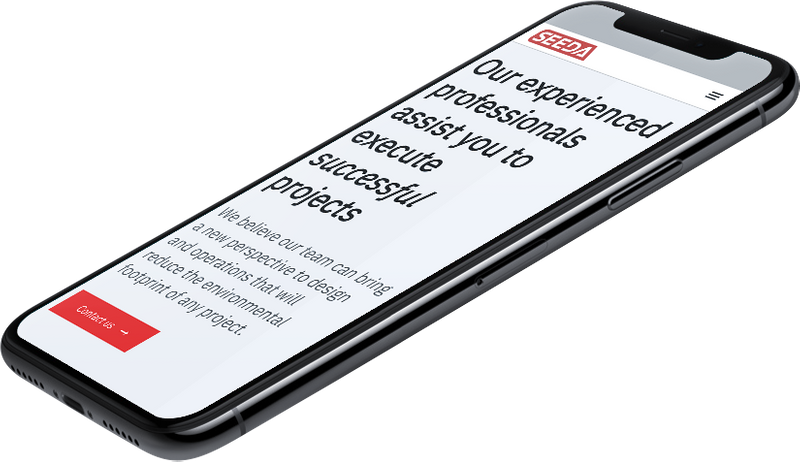 SEEDA
Our experienced
professionals
assist you to
execute
successful
projects
We believe our team can bring
a new perspective to design
and operations that will
reduce the environmental
footprint of any project.
Contact us →